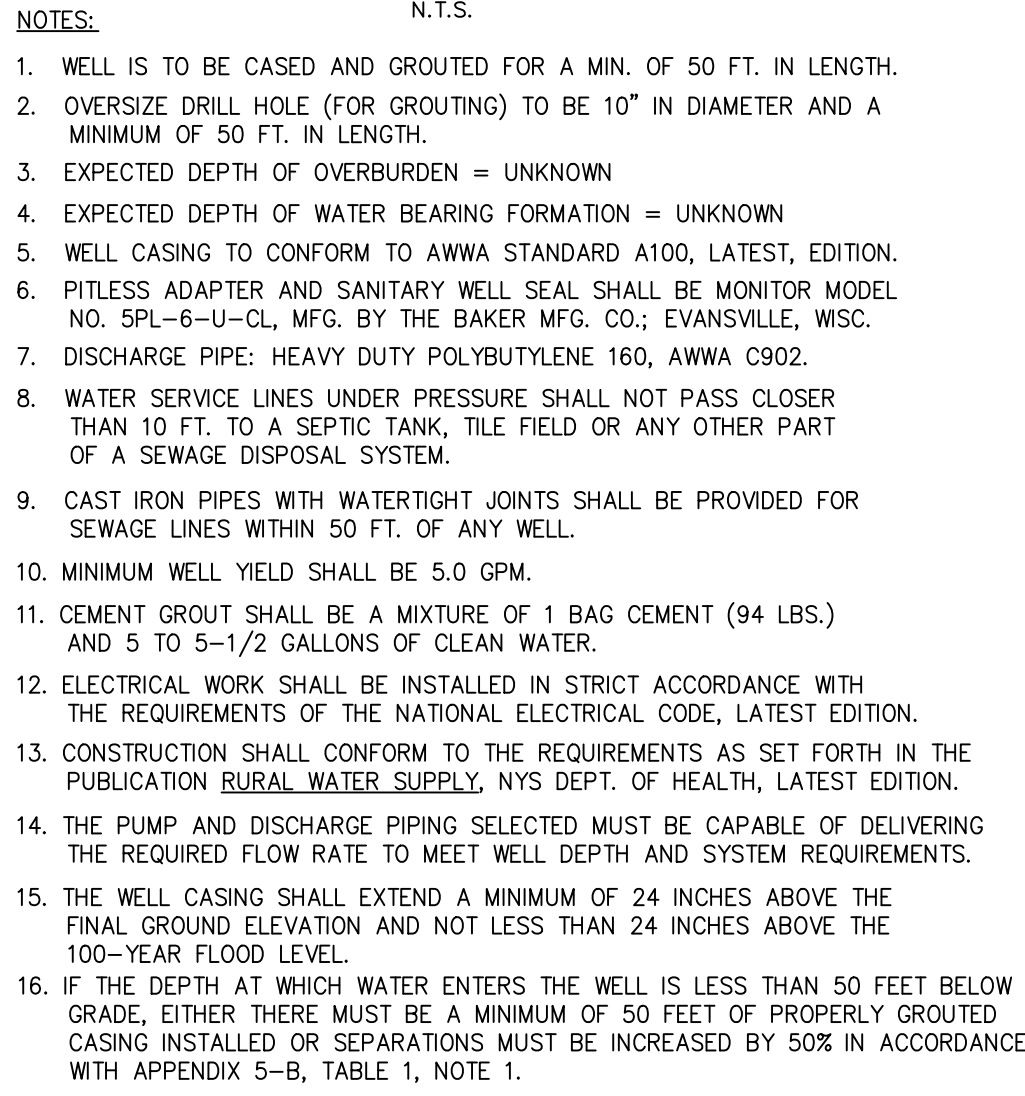 N.T.S.
NOTES:
1. WELL IS TO BE CASED AND GROUTED FOR A MIN. OF 50 FT. IN LENGTH.
2. OVERSIZE DRILL HOLE (FOR GROUTING) TO BE 10" IN DIAMETER AND A
MINIMUM OF 50 FT. IN LENGTH.
3. EXPECTED DEPTH OF OVERBURDEN = UNKNOWN
4. EXPECTED DEPTH OF WATER BEARING FORMATION = UNKNOWN
5. WELL CASING TO CONFORM TO AWWA STANDARD A100, LATEST, EDITION.
6. PITLESS ADAPTER AND SANITARY WELL SEAL SHALL BE MONITOR MODEL
NO. 5PL-6-U-CL, MFG. BY THE BAKER MFG. CO.; EVANSVILLE, WISC.
7. DISCHARGE PIPE: HEAVY DUTY POLYBUTYLENE 160, AWWA C902.
8. WATER SERVICE LINES UNDER PRESSURE SHALL NOT PASS CLOSER
THAN 10 FT. TO A SEPTIC TANK, TILE FIELD OR ANY OTHER PART
OF A SEWAGE DISPOSAL SYSTEM.
9. CAST IRON PIPES WITH WATERTIGHT JOINTS SHALL BE PROVIDED FOR
SEWAGE LINES WITHIN 50 FT. OF ANY WELL.
10. MINIMUM WELL YIELD SHALL BE 5.0 GPM.
11. CEMENT GROUT SHALL BE A MIXTURE OF 1 BAG CEMENT (94 LBS.)
AND 5 TO 5-1/2 GALLONS OF CLEAN WATER.
12. ELECTRICAL WORK SHALL BE INSTALLED IN STRICT ACCORDANCE WITH
THE REQUIREMENTS OF THE NATIONAL ELECTRICAL CODE, LATEST EDITION.
13. CONSTRUCTION SHALL CONFORM TO THE REQUIREMENTS AS SET FORTH IN THE
PUBLICATION RURAL WATER SUPPLY, NYS DEPT. OF HEALTH, LATEST EDITION.
14. THE PUMP AND DISCHARGE PIPING SELECTED MUST BE CAPABLE OF DELIVERING
THE REQUIRED FLOW RATE TO MEET WELL DEPTH AND SYSTEM REQUIREMENTS.
15. THE WELL CASING SHALL EXTEND A MINIMUM OF 24 INCHES ABOVE THE
FINAL GROUND ELEVATION AND NOT LESS THAN 24 INCHES ABOVE THE
100-YEAR FLOOD LEVEL.
16. IF THE DEPTH AT WHICH WATER ENTERS THE WELL IS LESS THAN 50 FEET BELOW
GRADE, EITHER THERE MUST BE A MINIMUM OF 50 FEET OF PROPERLY GROUTED
CASING INSTALLED OR SEPARATIONS MUST BE INCREASED BY 50% IN ACCORDANCE
WITH APPENDIX 5-B, TABLE 1, NOTE 1.